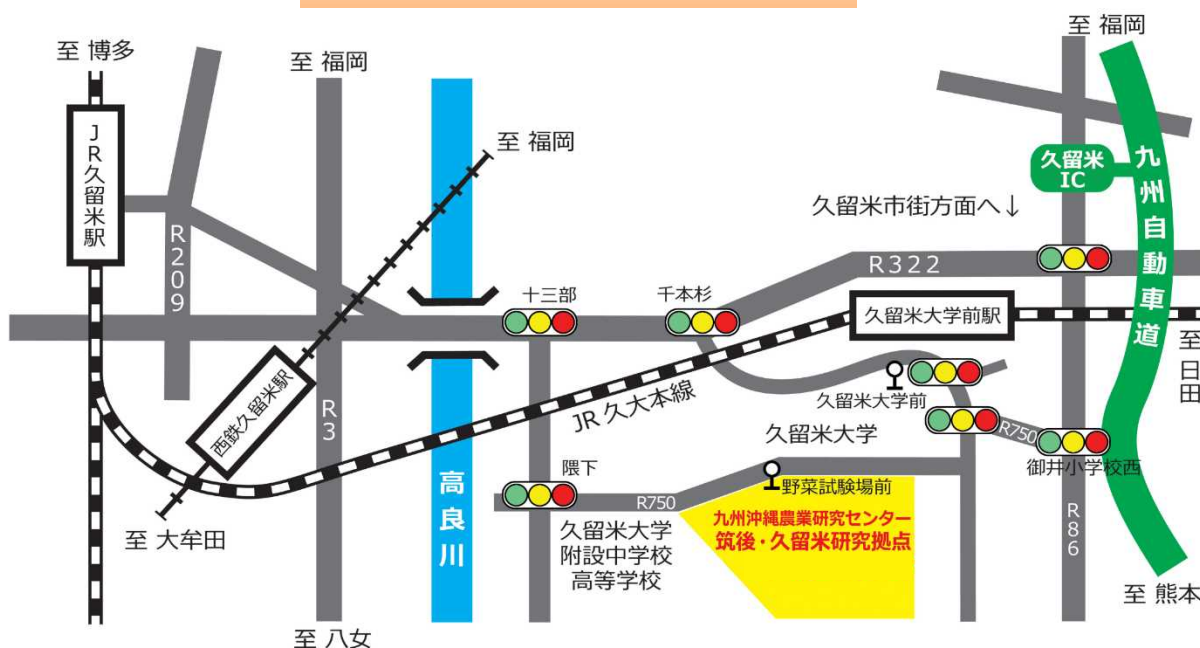 至 博多
至 福岡
至 福岡
至 福岡
JR久留米駅
久留米
IC
九州自動車道
久留米市街方面へ↓
R209
R322
十三部
千本杉
久留米大学前駅
至 日田
西鉄久留米駅
R3
JR 久大本線
久留米大学前
久留米大学
R750
御井小学校西
高良川
隈下
R750
野菜試験場前
九州沖縄農業研究センター
筑後・久留米研究拠点
久留米大学
附設中学校
高等学校
R86
至 大牟田
至 熊本
至 八女